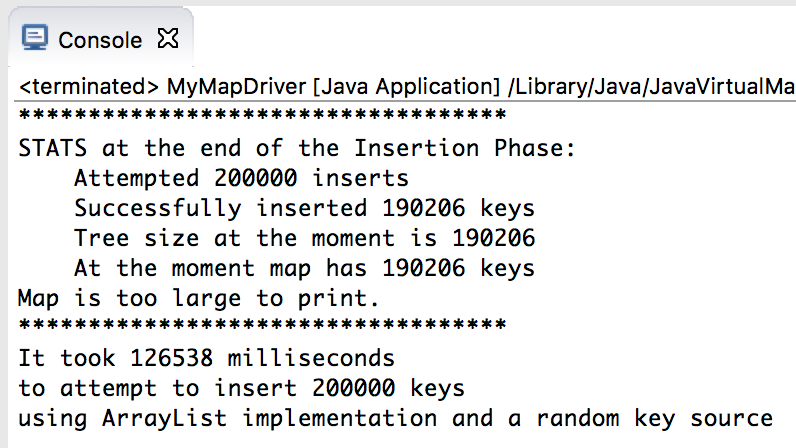 Console
<terminated> MyMapDriver [Java Application] /Library/Java/JavaVirtualMa
***********************************
STATS at the end of the Insertion Phase:
    Attempted 200000 inserts
    Successfully inserted 190206 keys
    Tree size at the moment is 190206
    At the moment map has 190206 keys
Map is too large to print.
***********************************
It took 126538 milliseconds
to attempt to insert 200000 keys
using ArrayList implementation and a random key source